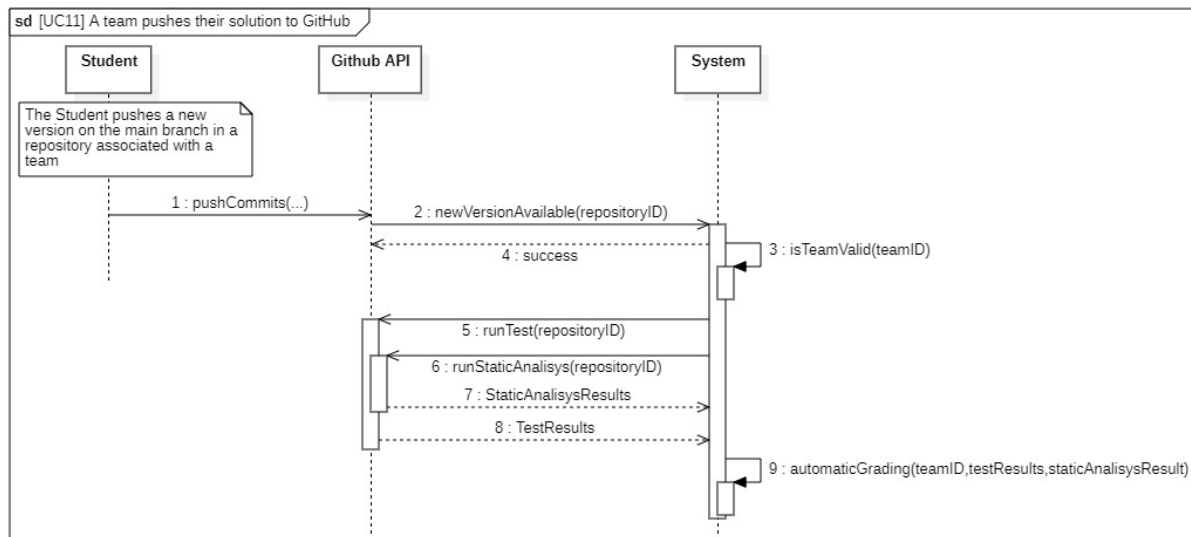 sd [UC11] A team pushes their solution to GitHub
Student
Github API
System
The Student pushes a new
version on the main branch in a
repository associated with a
team
1 : pushCommits(...)
2 : newVersionAvailable(repositoryID)
3 : isTeamValid(teamID)
4 : success
5 : runTest(repositoryID)
6 : runStaticAnalisys(repositoryID)
7 : StaticAnalisysResults
8 : TestResults
9 : automaticGrading(teamID,testResults,staticAnalisysResult)